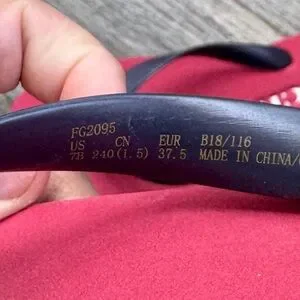 FG2095
US CN EUR B18/116
7B 240(1.5) 37.5 MADE IN CHINA/